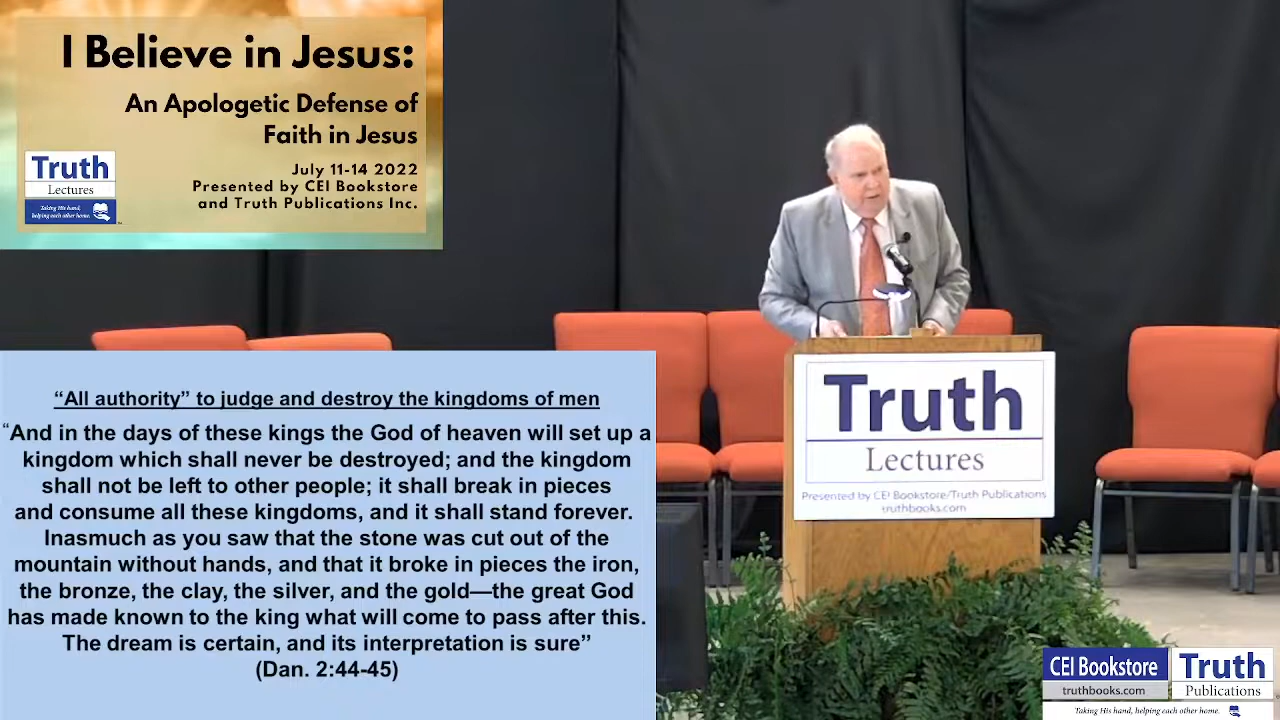 I Believe in Jesus:
An Apologetic Defense of
Faith in Jesus
July 11-14 2022
Presented by CEI Bookstore
and Truth Publications Inc.
Truth
Lectures
Taking His hand,
helping each other home.
“All authority” to judge and destroy the kingdoms of men
“And in the days of these kings the God of heaven will set up a
kingdom which shall never be destroyed; and the kingdom
shall not be left to other people; it shall break in pieces
and consume all these kingdoms, and it shall stand forever.
Inasmuch as you saw that the stone was cut out of the
mountain without hands, and that it broke in pieces the iron,
the bronze, the clay, the silver, and the gold—the great God
has made known to the king what will come to pass after this.
The dream is certain, and its interpretation is sure”
(Dan. 2:44-45)
Truth
Lectures
Presented by CEI Bookstore/Truth Publications
truthbooks.com
CEI Bookstore
truthbooks.com
Truth
Publications
Taking His hand, helping each other home.